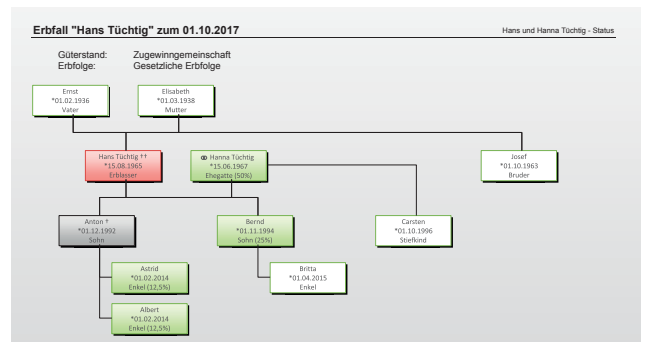 Erbfall "Hans Tüchtig" zum 01.10.2017
Hans und Hanna Tüchtig - Status
Güterstand: Zugewinngemeinschaft
Erbfolge: Gesetzliche Erbfolge
Ernst
*01.02.1936
Vater
Elisabeth
*01.03.1938
Mutter
Hans Tüchtig ††
*15.08.1965
Erblasser
⚭ Hanna Tüchtig
*15.06.1967
Ehegatte (50%)
Josef
*01.10.1963
Bruder
Anton †
*01.12.1992
Sohn
Bernd
*01.11.1994
Sohn (25%)
Carsten
*01.10.1996
Stiefkind
Astrid
*01.02.2014
Enkel (12,5%)
Britta
*01.04.2015
Enkel
Albert
*01.02.2014
Enkel (12,5%)